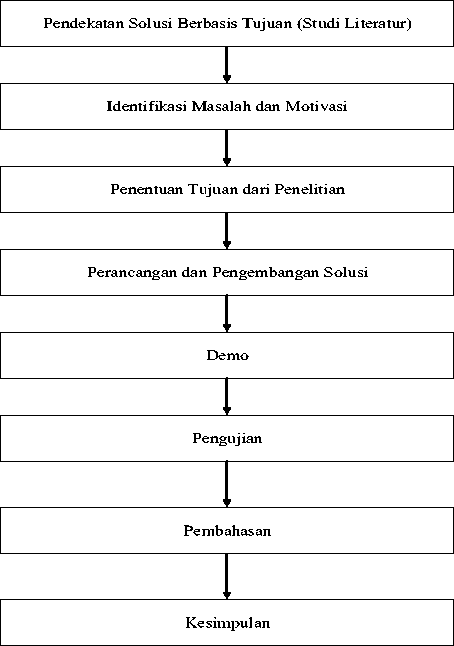 Pendekatan Solusi Berbasis Tujuan (Studi Literatur)
Identifikasi Masalah dan Motivasi
Penentuan Tujuan dari Penelitian
Perancangan dan Pengembangan Solusi
Demo
Pengujian
Pembahasan
Kesimpulan